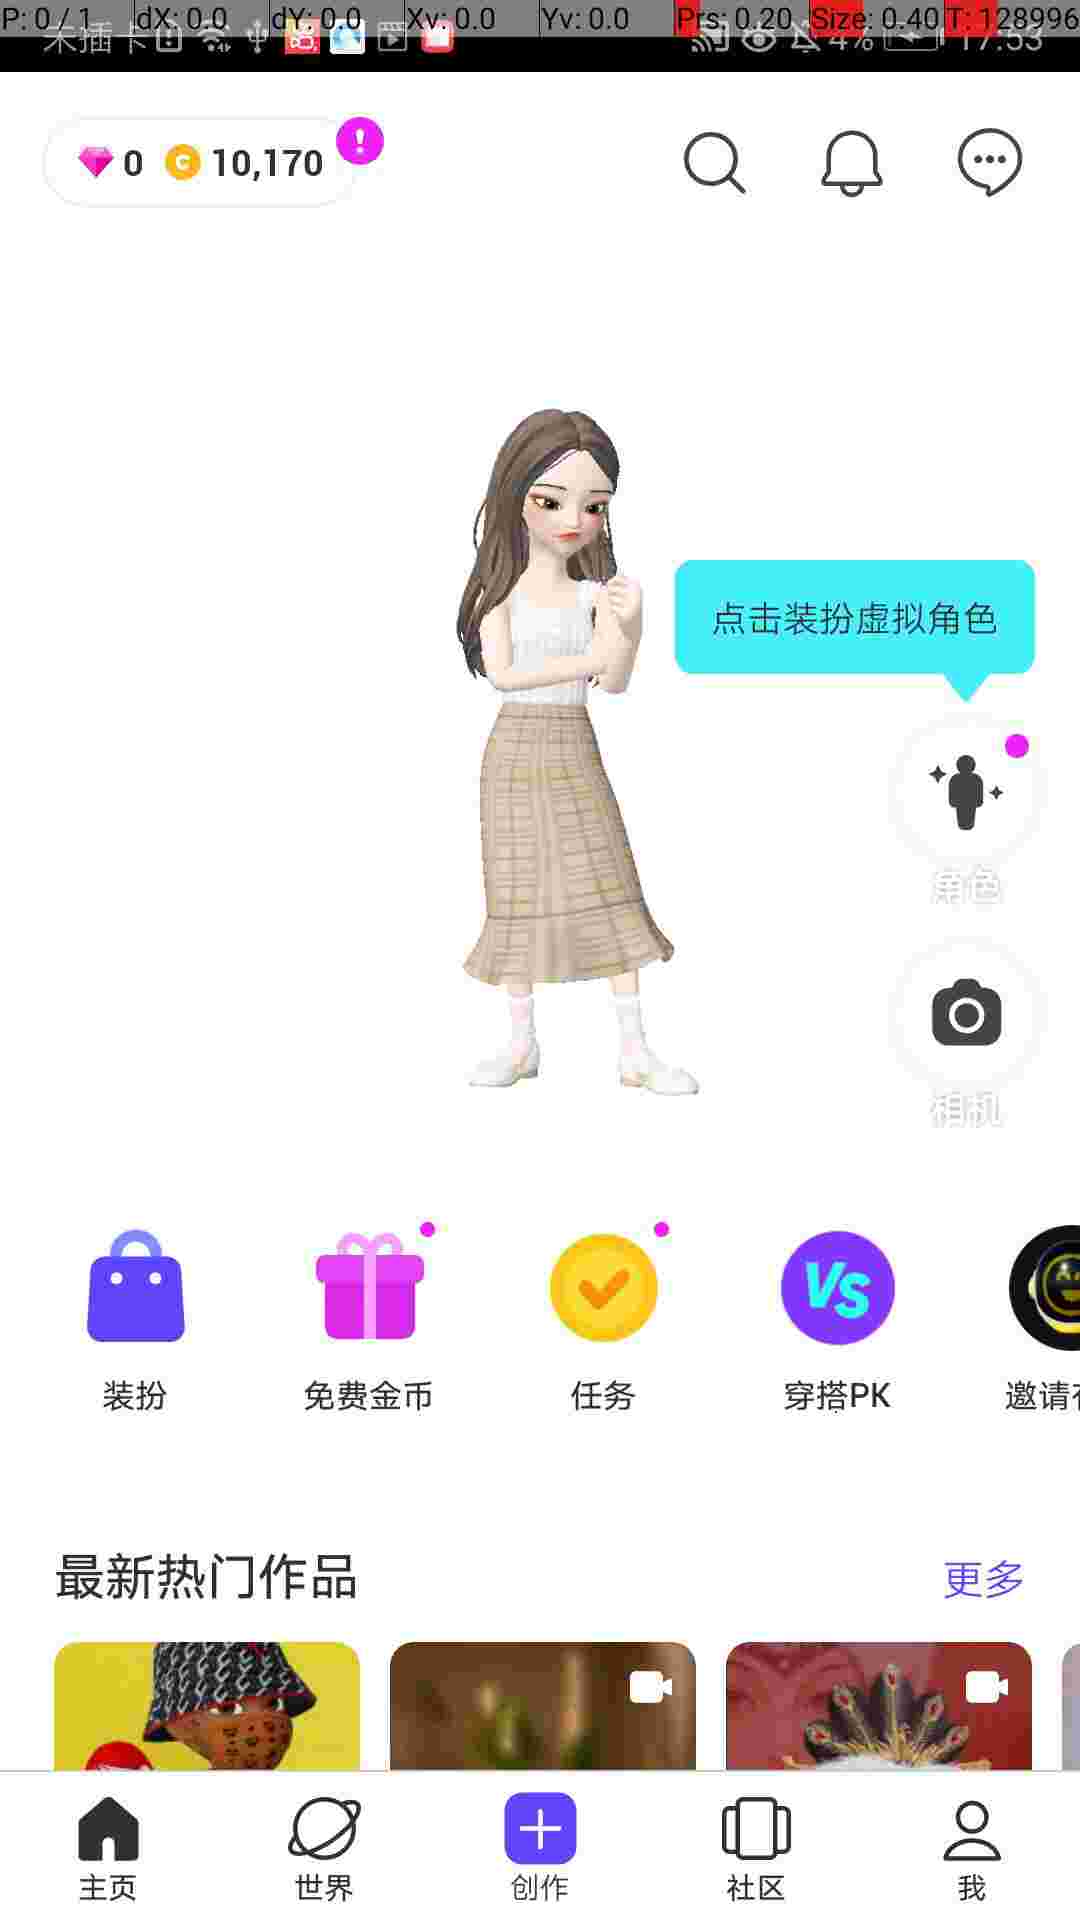 P: 0 / 1 dX: 0.0 dY: 0.0 Xv: 0.0 Yv: 0.0 Prs: 0.20 Size: 0.40 T: 128996
未插卡 4% 17:53
0 10,170
点击装扮虚拟角色
角色
相机
VS
装扮 免费金币 任务 穿搭PK 邀请
最新热门作品 更多
主页 世界 创作 社区 我